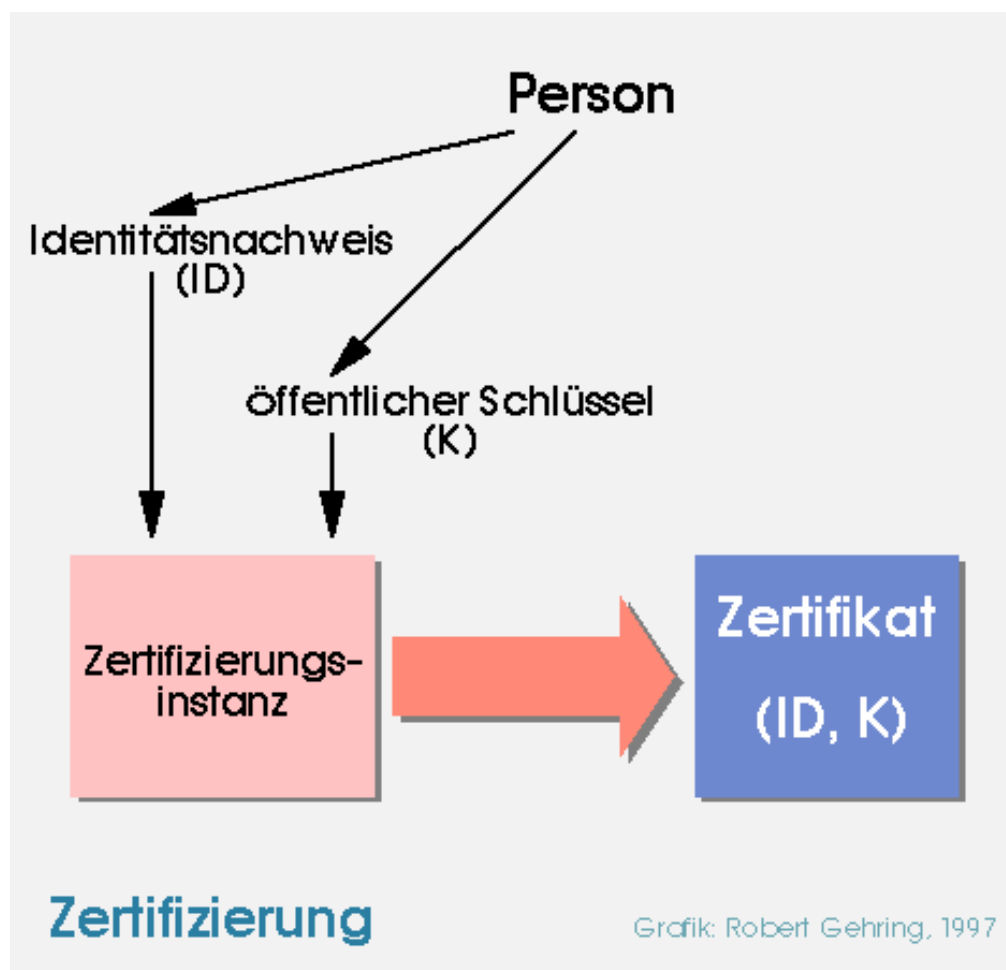 Person
Identitätsnachweis
(ID)
öffentlicher Schlüssel
(K)
Zertifizierungs-
instanz
Zertifikat
(ID, K)
Zertifizierung
Grafik: Robert Gehring, 1997